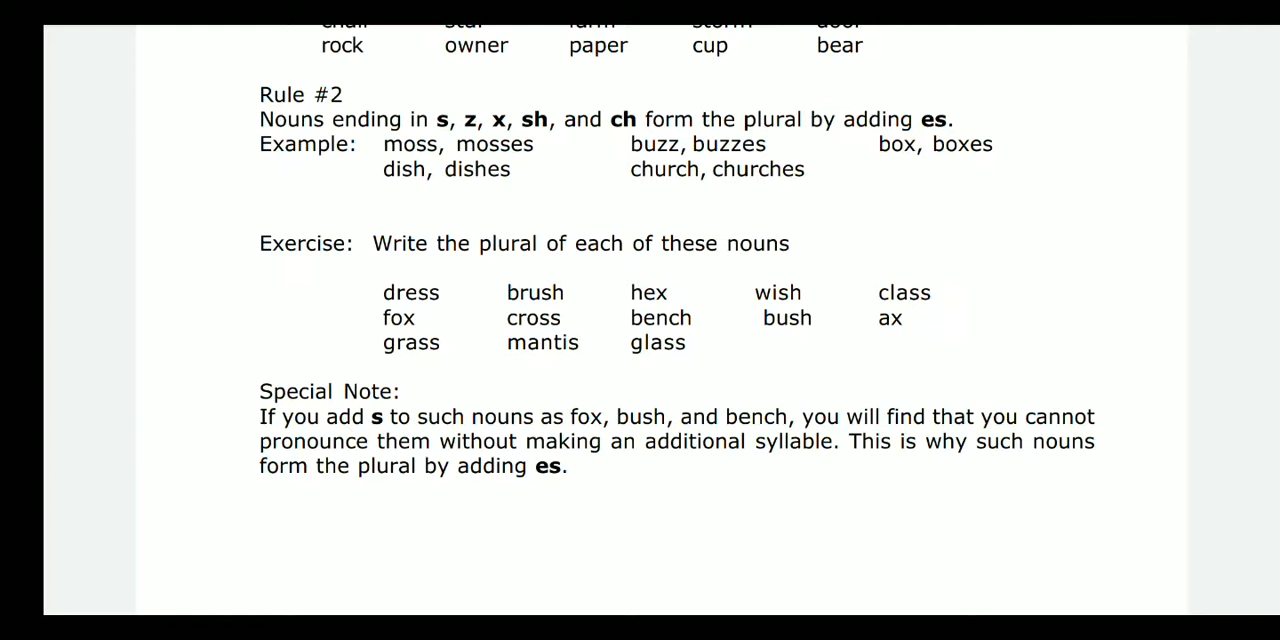 rock owner paper cup bear
Rule #2
Nouns ending in s, z, x, sh, and ch form the plural by adding es.
Example: moss, mosses buzz, buzzes box, boxes
dish, dishes church, churches
Exercise: Write the plural of each of these nouns
dress brush hex wish class
fox cross bench bush ax
grass mantis glass
Special Note:
If you add s to such nouns as fox, bush, and bench, you will find that you cannot
pronounce them without making an additional syllable. This is why such nouns
form the plural by adding es.